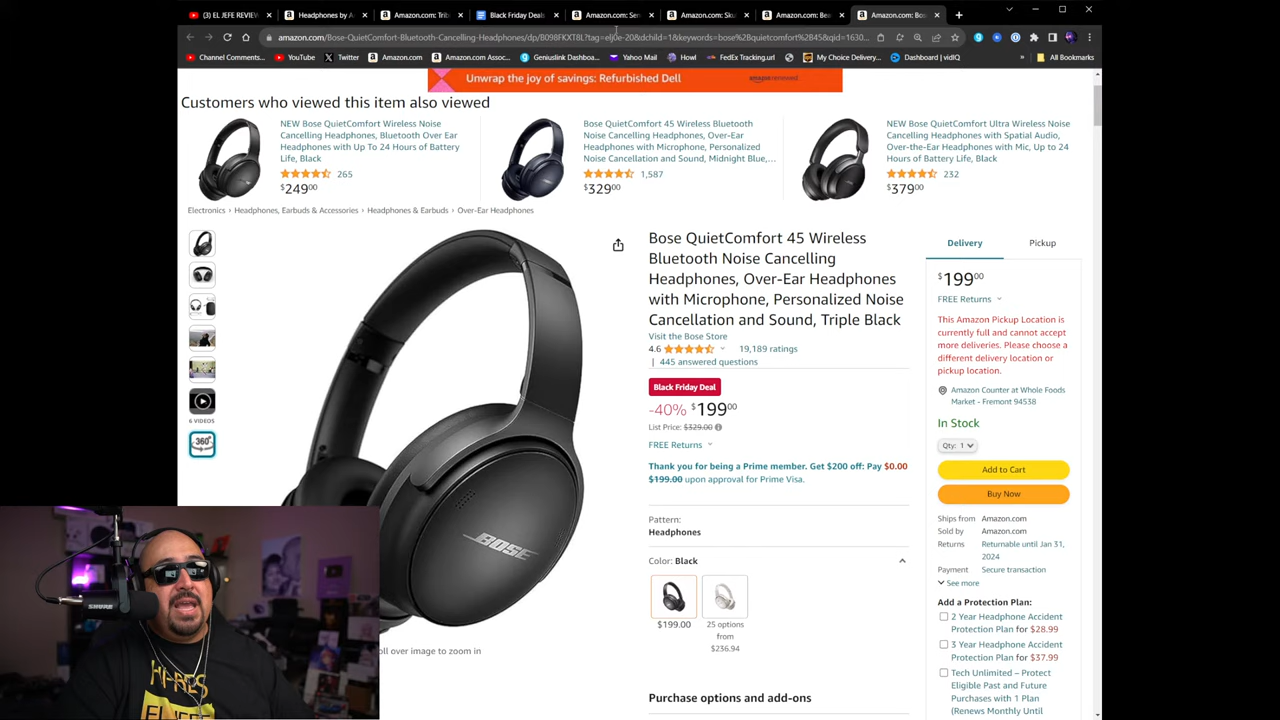 (3) EL JEFE REVIEW
Headphones by A
Amazon.com: Trib
Black Friday Deals
Amazon.com: Sen
Amazon.com: Sku
Amazon.com: Bea
Amazon.com: Bos
Channel Comments...
YouTube
Twitter
Amazon.com
Amazon.com Assoc...
Geniuslink Dashboa...
Yahoo Mail
Howl
FedEx Tracking.url
My Choice Delivery...
Dashboard | vidIQ
»
All Bookmarks
Unwrap the joy of savings: Refurbished Dell
amazon renewed
Customers who viewed this item also viewed
NEW Bose QuietComfort Wireless Noise
Cancelling Headphones, Bluetooth Over Ear
Headphones with Up To 24 Hours of Battery
Life, Black
265
$249.00
Bose QuietComfort 45 Wireless Bluetooth
Noise Cancelling Headphones, Over-Ear
Headphones with Microphone, Personalized
Noise Cancellation and Sound, Midnight Blue,...
1,587
$329.00
NEW Bose QuietComfort Ultra Wireless Noise
Cancelling Headphones with Spatial Audio,
Over-the-Ear Headphones with Mic, Up to 24
Hours of Battery Life, Black
232
$379.00
Electronics › Headphones, Earbuds & Accessories › Headphones & Earbuds › Over-Ear Headphones
6 VIDEOS
360°
BOSE
oll over image to zoom in
Bose QuietComfort 45 Wireless
Bluetooth Noise Cancelling
Headphones, Over-Ear Headphones
with Microphone, Personalized Noise
Cancellation and Sound, Triple Black
Visit the Bose Store
4.6 19,189 ratings
| 445 answered questions
Black Friday Deal
-40% $199.00
List Price: $329.00
FREE Returns
Thank you for being a Prime member. Get $200 off: Pay $0.00
$199.00 upon approval for Prime Visa.
Pattern:
Headphones
Color: Black
$199.00
25 options
from
$236.94
Purchase options and add-ons
Delivery
Pickup
$199.00
FREE Returns
This Amazon Pickup Location is
currently full and cannot accept
more deliveries. Please choose a
different delivery location or
pickup location.
Amazon Counter at Whole Foods
Market - Fremont 94538
In Stock
Qty: 1
Add to Cart
Buy Now
Ships from Amazon.com
Sold by Amazon.com
Returns Returnable until Jan 31,
2024
Payment Secure transaction
See more
Add a Protection Plan:
2 Year Headphone Accident
Protection Plan for $28.99
3 Year Headphone Accident
Protection Plan for $37.99
Tech Unlimited – Protect
Eligible Past and Future
Purchases with 1 Plan
(Renews Monthly Until
SHURE
HI-RES
EL JEFE